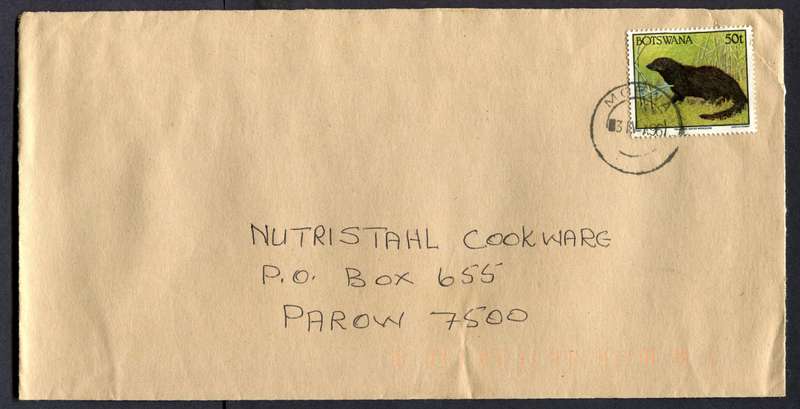 BOTSWANA 50t
NUTRISTAHL COOKWARE
P.O. BOX 655
PAROW 7500